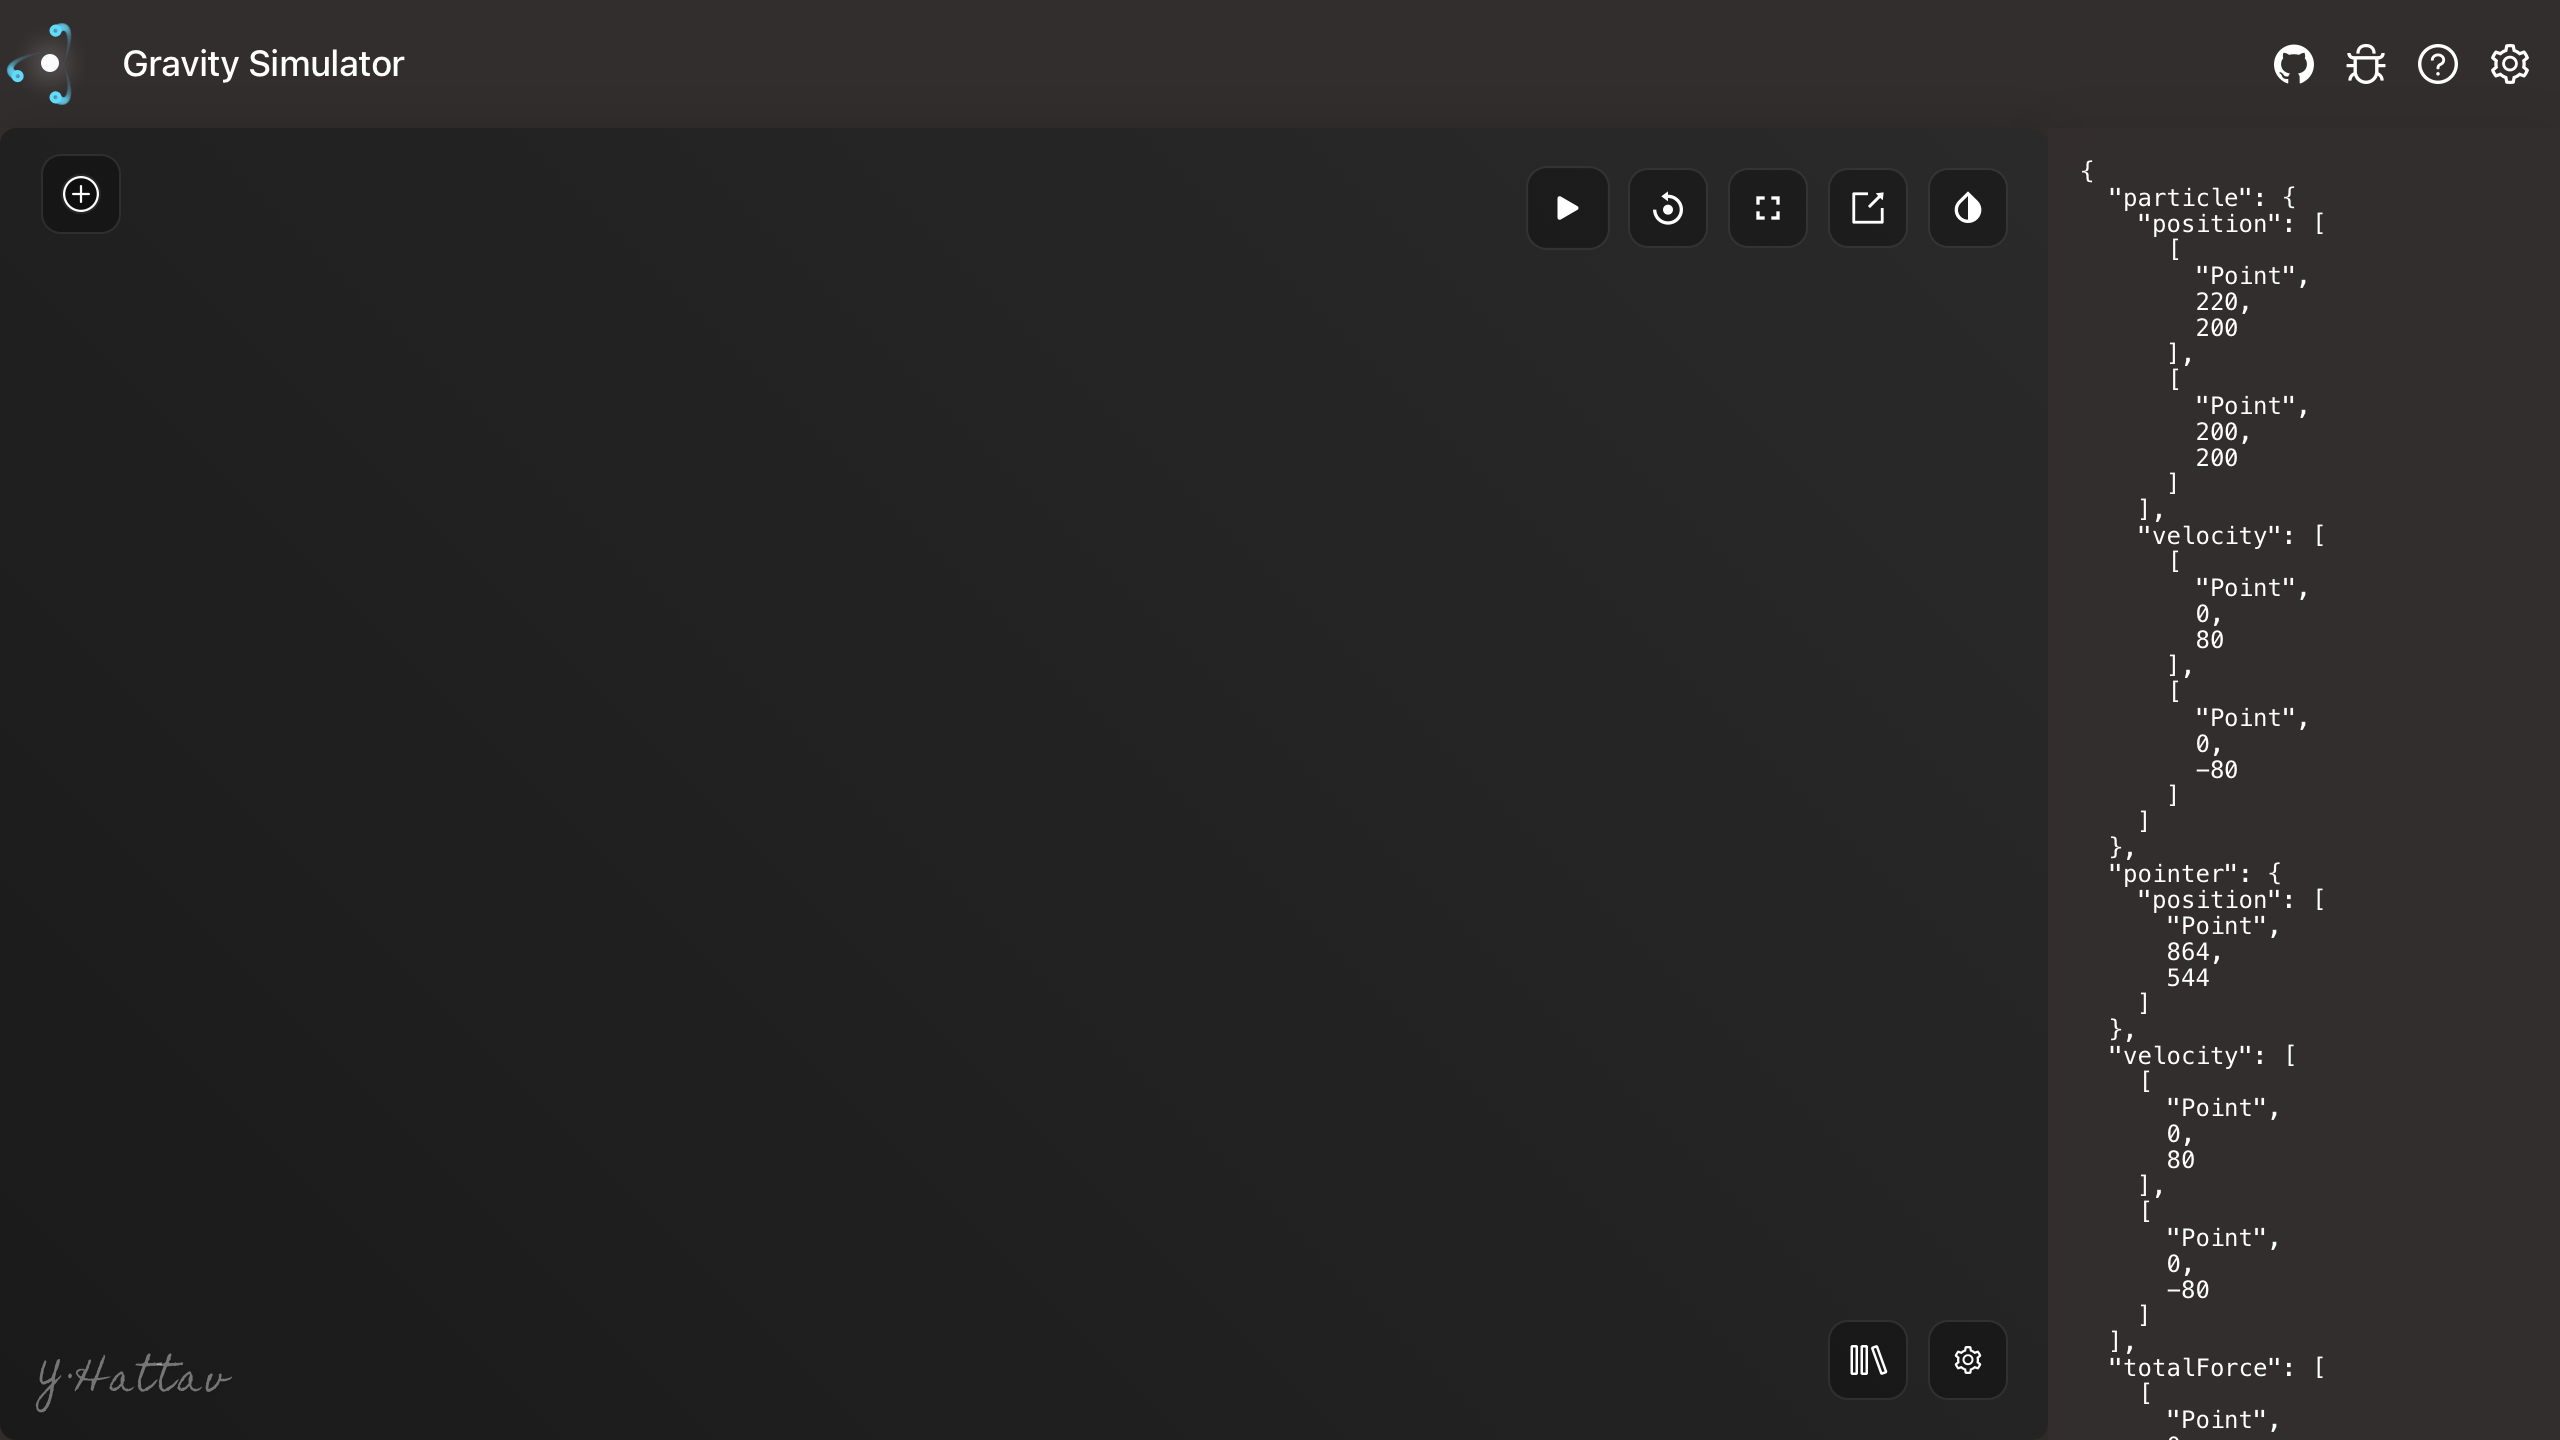 Gravity Simulator
{
"particle": {
"position": [
[
"Point",
220,
200
],
[
"Point",
200,
200
]
],
"velocity": [
[
"Point",
0,
80
],
[
"Point",
0,
-80
]
]
},
"pointer": {
"position": [
"Point",
864,
544
]
},
"velocity": [
[
"Point",
0,
80
],
[
"Point",
0,
-80
]
],
"totalForce": [
[
"Point",
Y.Hattav